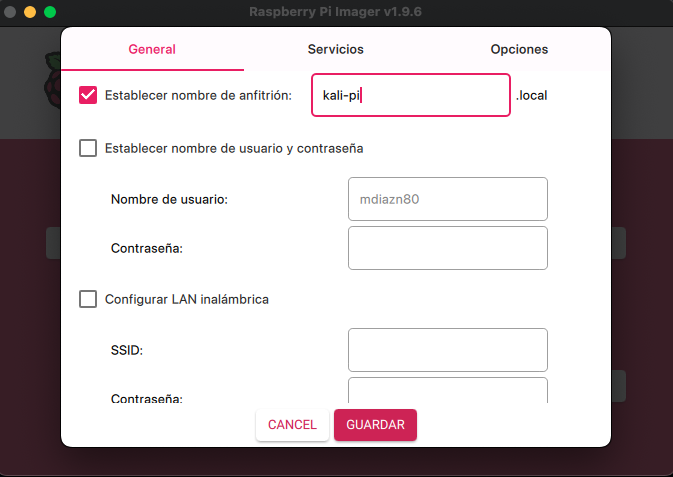 Raspberry Pi Imager v1.9.6
General Servicios Opciones
Establecer nombre de anfitrión: kali-pi .local
Establecer nombre de usuario y contraseña
Nombre de usuario: mdiazn80
Contraseña:
Configurar LAN inalámbrica
SSID:
Contraseña:
CANCEL GUARDAR